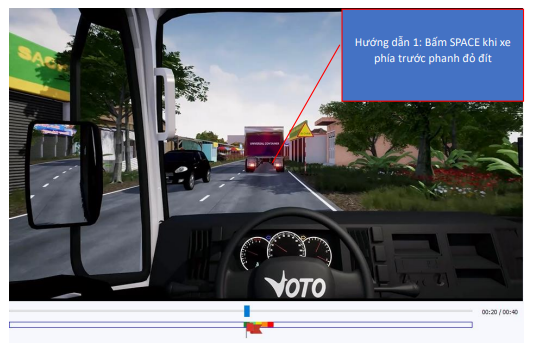 Hướng dẫn 1: Bấm SPACE khi xe
phía trước phanh đỏ đít
VOTO
00:20 / 00:40